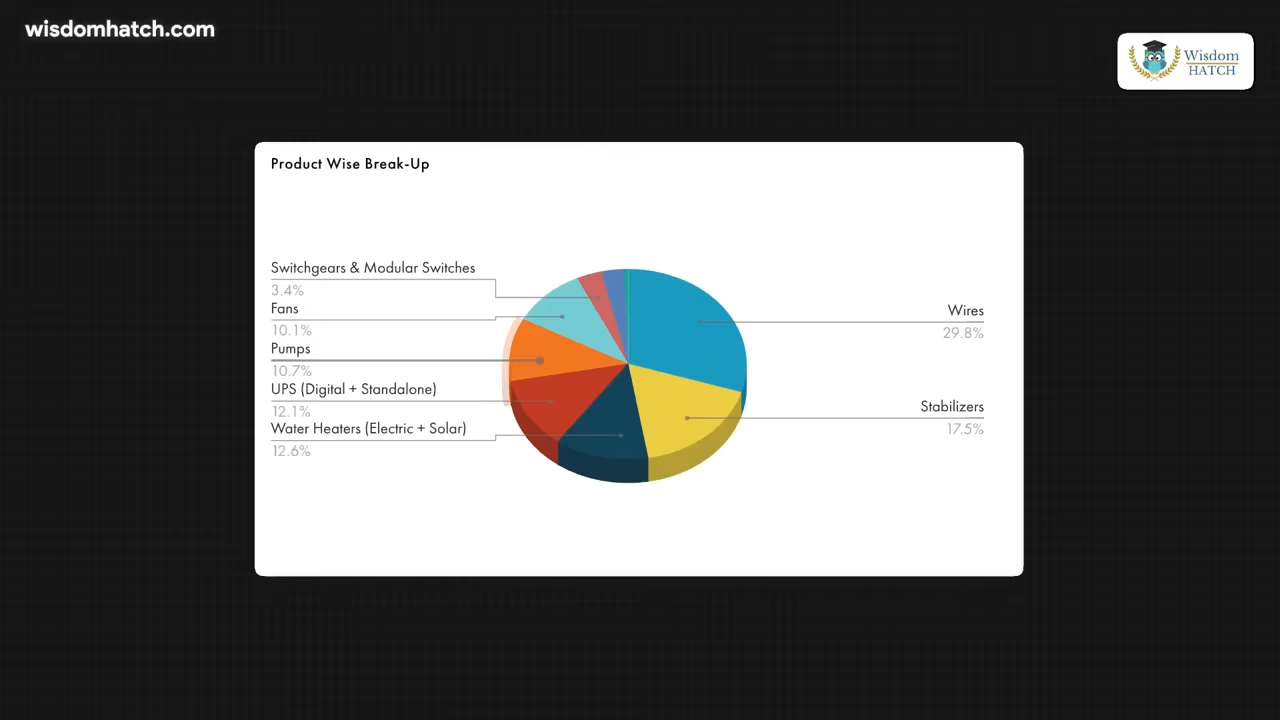 wisdomhatch.com
Wisdom
HATCH
Product Wise Break-Up
Switchgears & Modular Switches
3.4%
Fans
10.1%
Pumps
10.7%
UPS (Digital + Standalone)
12.1%
Water Heaters (Electric + Solar)
12.6%
Wires
29.8%
Stabilizers
17.5%